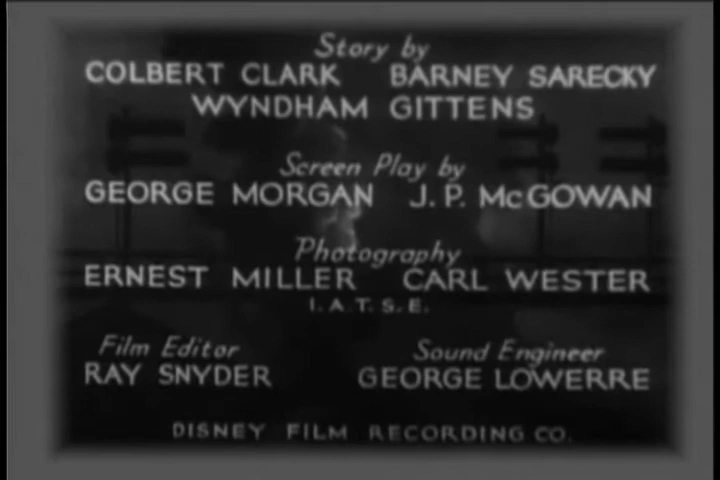 Story by
COLBERT CLARK BARNEY SARECKY
WYNDHAM GITTENS
Screen Play by
GEORGE MORGAN J.P. McGOWAN
Photography
ERNEST MILLER CARL WESTER
I.A.T.S.E.
Film Editor Sound Engineer
RAY SNYDER GEORGE LOWERRE
DISNEY FILM RECORDING CO.